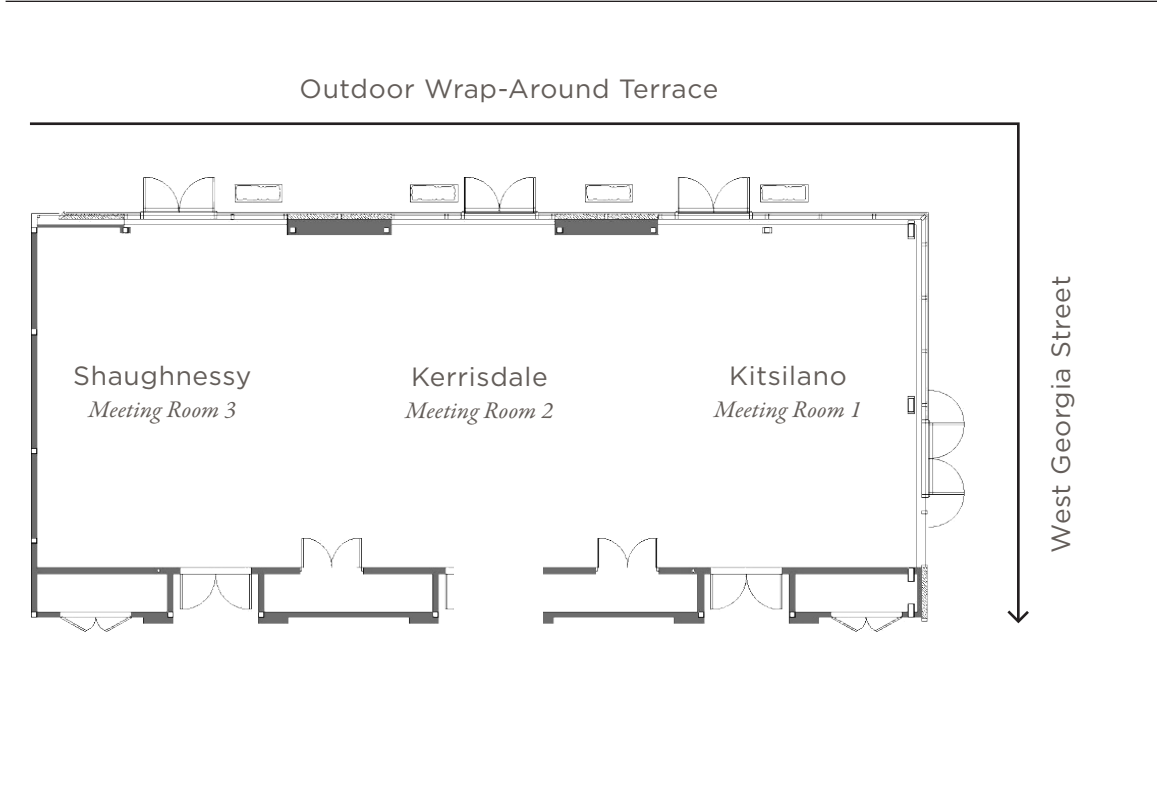 Outdoor Wrap-Around Terrace
Shaughnessy
Meeting Room 3
Kerrisdale
Meeting Room 2
Kitsilano
Meeting Room 1
West Georgia Street